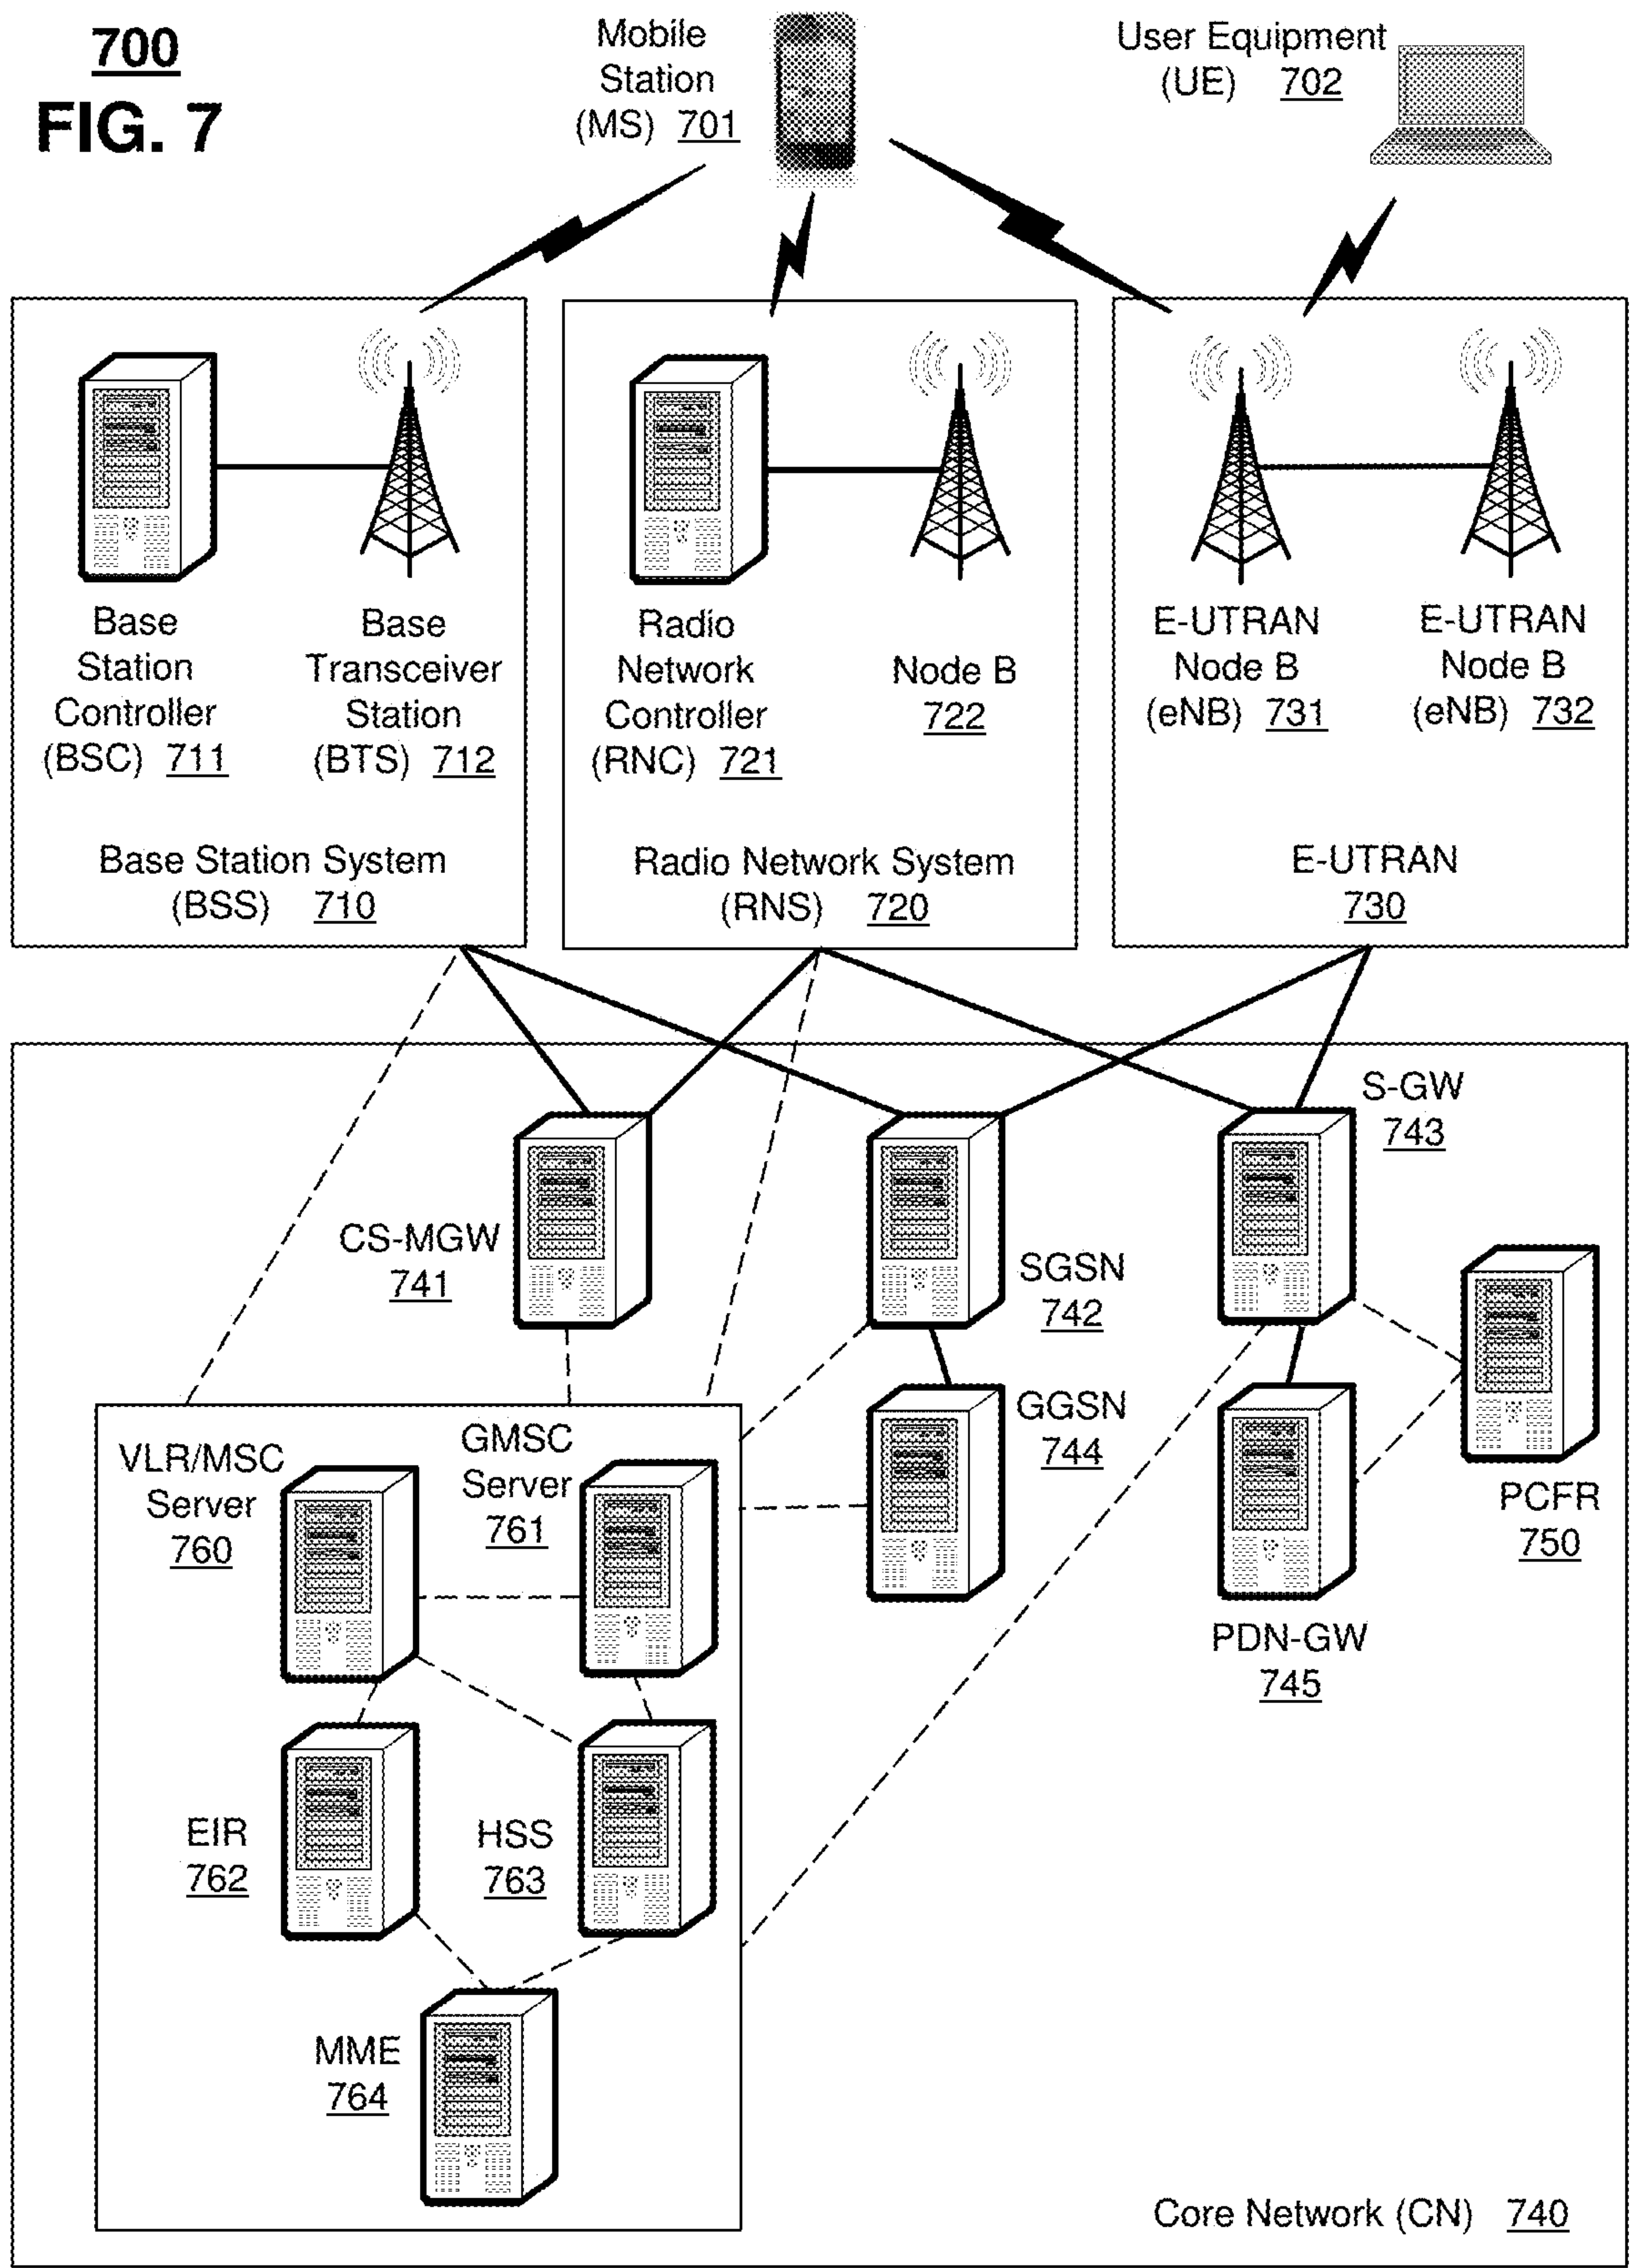 700
FIG. 7
Mobile
Station
(MS) 701
User Equipment
(UE) 702
Base
Station
Controller
(BSC) 711
Base
Transceiver
Station
(BTS) 712
Base Station System
(BSS) 710
Radio
Network
Controller
(RNC) 721
Node B
722
Radio Network System
(RNS) 720
E-UTRAN
Node B
(eNB) 731
E-UTRAN
Node B
(eNB) 732
E-UTRAN
730
S-GW
743
CS-MGW
741
SGSN
742
GGSN
744
PCFR
750
PDN-GW
745
VLR/MSC
Server
760
GMSC
Server
761
EIR
762
HSS
763
MME
764
Core Network (CN) 740